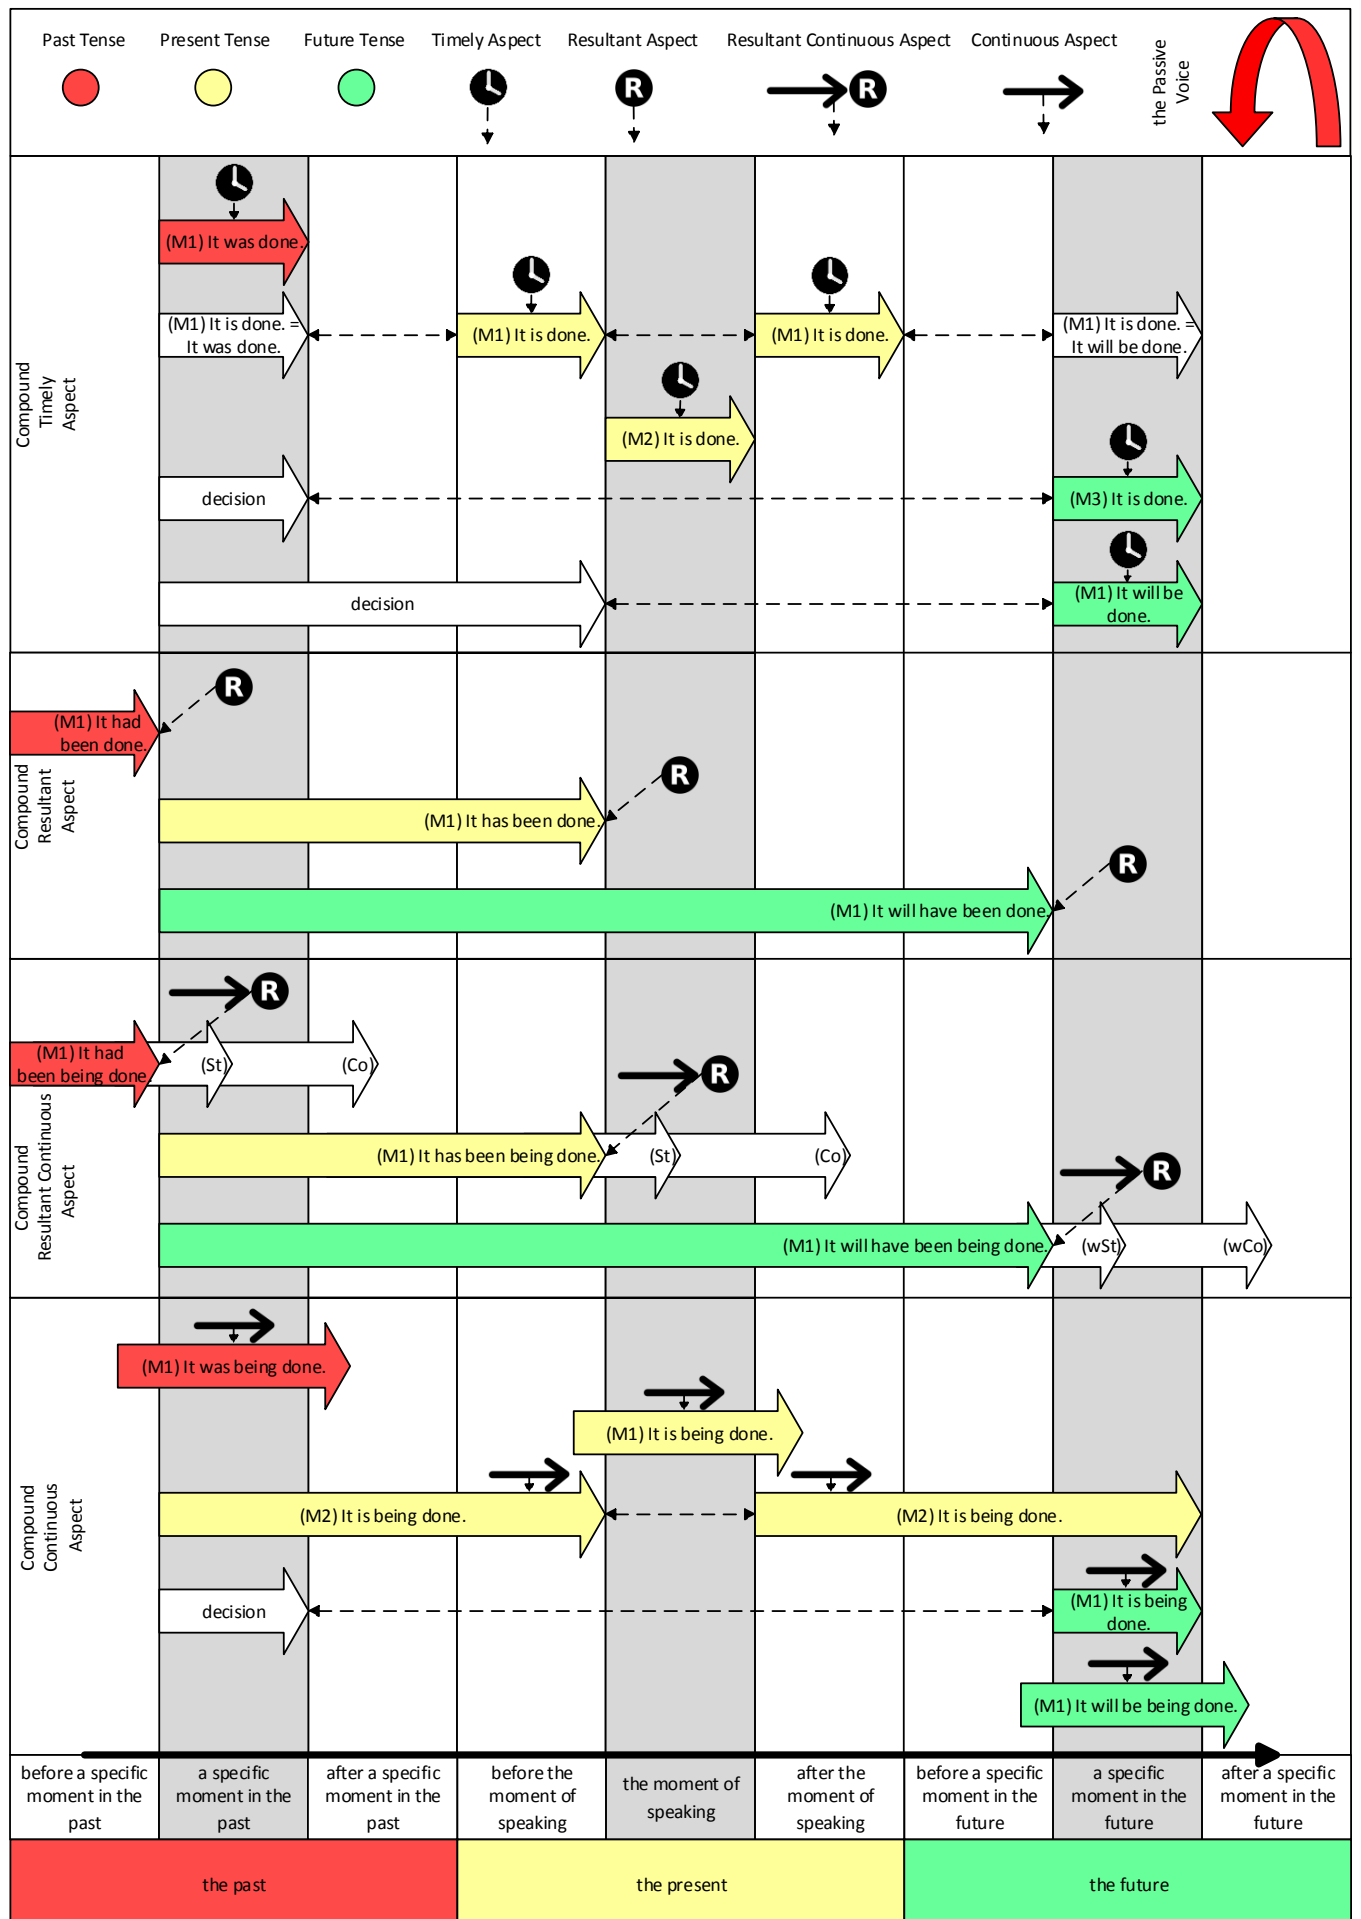 Past Tense
Present Tense
Future Tense
Timely Aspect
Resultant Aspect
Resultant Continuous Aspect
Continuous Aspect
the Passive
Voice
R
R
Compound
Timely
Aspect
(M1) It was done.
(M1) It is done. =
It was done.
(M1) It is done.
(M1) It is done.
(M1) It is done. =
It will be done.
(M2) It is done.
decision
(M3) It is done.
decision
(M1) It will be
done.
Compound
Resultant
Aspect
R
(M1) It had
been done.
R
(M1) It has been done.
R
(M1) It will have been done.
Compound
Resultant Continuous
Aspect
R
(M1) It had
been being done.
(St)
(Co)
R
(M1) It has been being done.
(St)
(Co)
R
(M1) It will have been being done.
(wSt)
(wCo)
Compound
Continuous
Aspect
(M1) It was being done.
(M1) It is being done.
(M2) It is being done.
(M2) It is being done.
decision
(M1) It is being
done.
(M1) It will be being done.
before a specific
moment in the
past
a specific
moment in the
past
after a specific
moment in the
past
before the
moment of
speaking
the moment of
speaking
after the
moment of
speaking
before a specific
moment in the
future
a specific
moment in the
future
after a specific
moment in the
future
the past
the present
the future